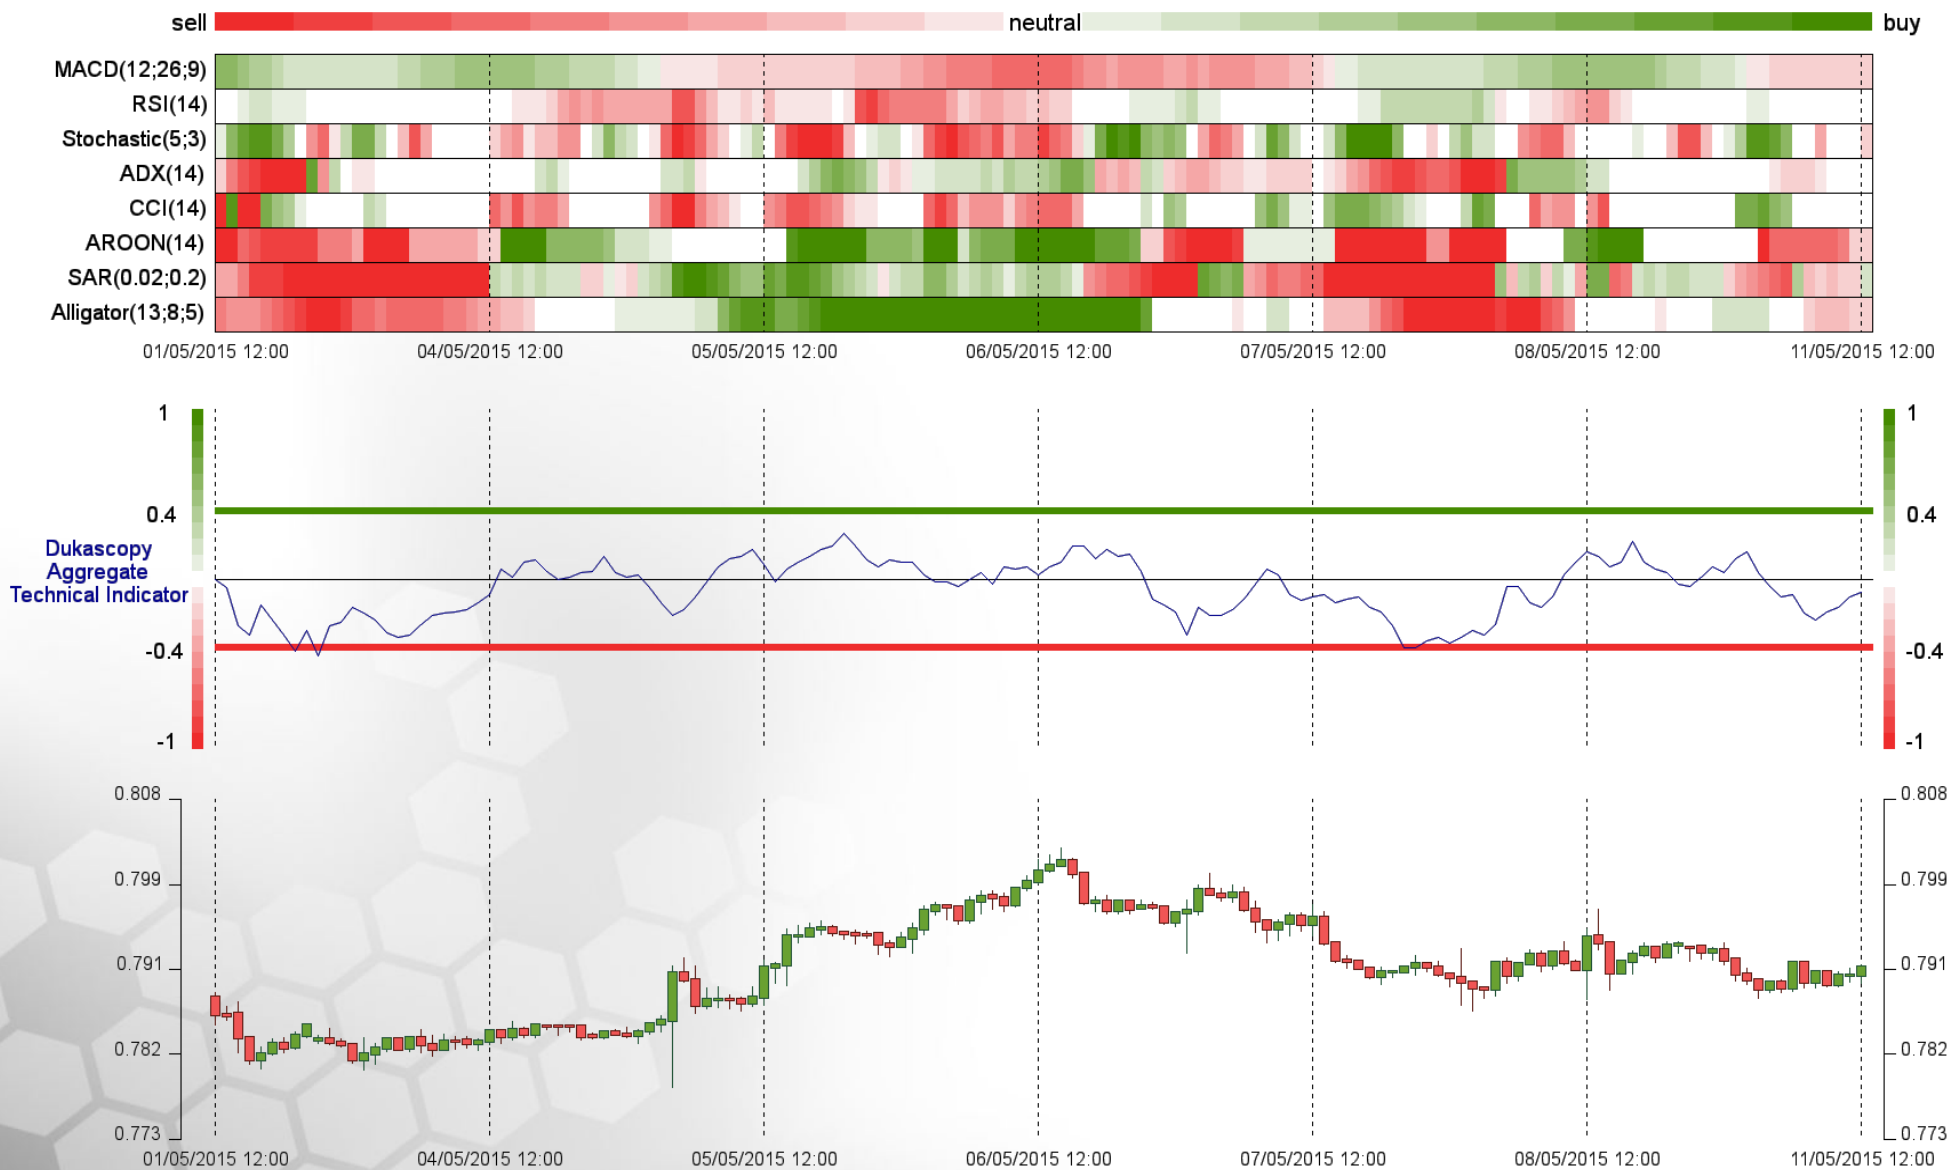 sell neutral buy
MACD(12;26;9)
RSI(14)
Stochastic(5;3)
ADX(14)
CCI(14)
AROON(14)
SAR(0.02;0.2)
Alligator(13;8;5)
01/05/2015 12:00 04/05/2015 12:00 05/05/2015 12:00 06/05/2015 12:00 07/05/2015 12:00 08/05/2015 12:00 11/05/2015 12:00
1 1
0.4 0.4
Dukascopy
Aggregate
Technical Indicator
-0.4 -0.4
-1 -1
0.808 0.808
0.799 0.799
0.791 0.791
0.782 0.782
0.773 0.773
01/05/2015 12:00 04/05/2015 12:00 05/05/2015 12:00 06/05/2015 12:00 07/05/2015 12:00 08/05/2015 12:00 11/05/2015 12:00